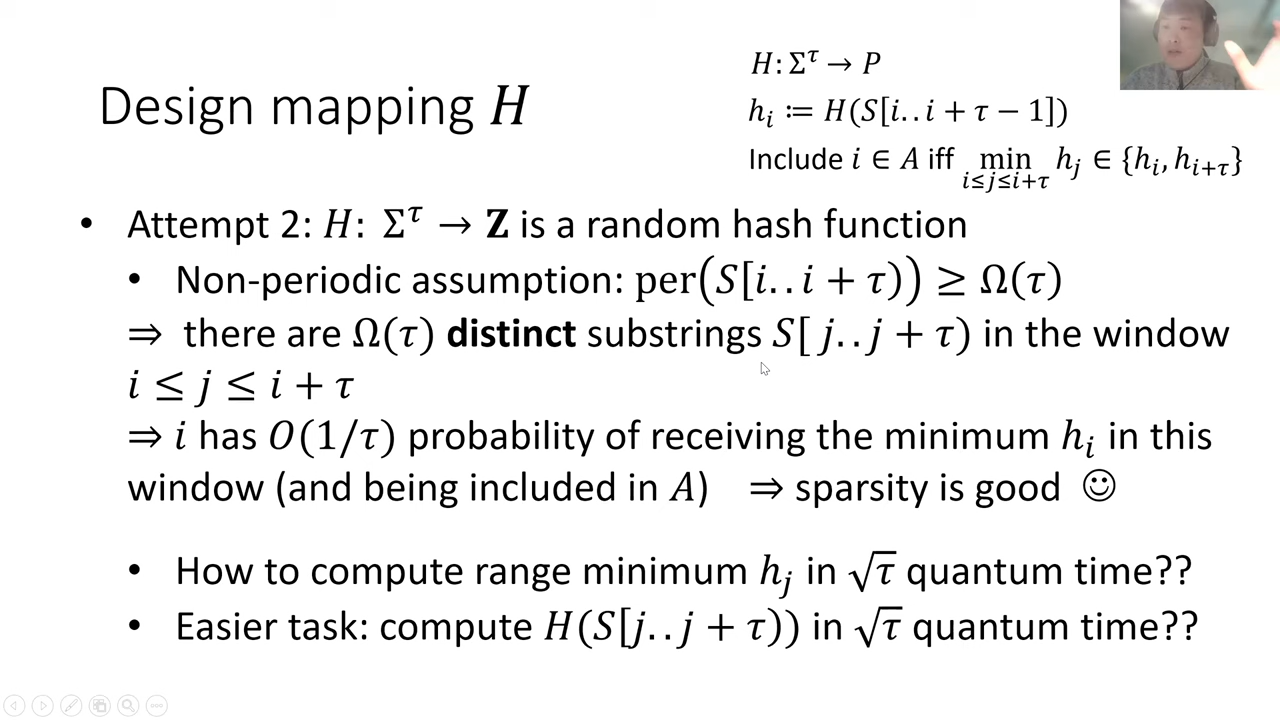 Design mapping H
H: Σ^τ → P
h_i ≔ H(S[i..i + τ − 1])
Include i ∈ A iff min_{i≤j≤i+τ} h_j ∈ {h_i, h_{i+τ}}
• Attempt 2: H: Σ^τ → Z is a random hash function
• Non-periodic assumption: per(S[i..i + τ)) ≥ Ω(τ)
⇒ there are Ω(τ) distinct substrings S[ j..j + τ) in the window
i ≤ j ≤ i + τ
⇒ i has O(1/τ) probability of receiving the minimum h_i in this
window (and being included in A) ⇒ sparsity is good ☺
• How to compute range minimum h_j in √τ quantum time??
• Easier task: compute H(S[j..j + τ)) in √τ quantum time??